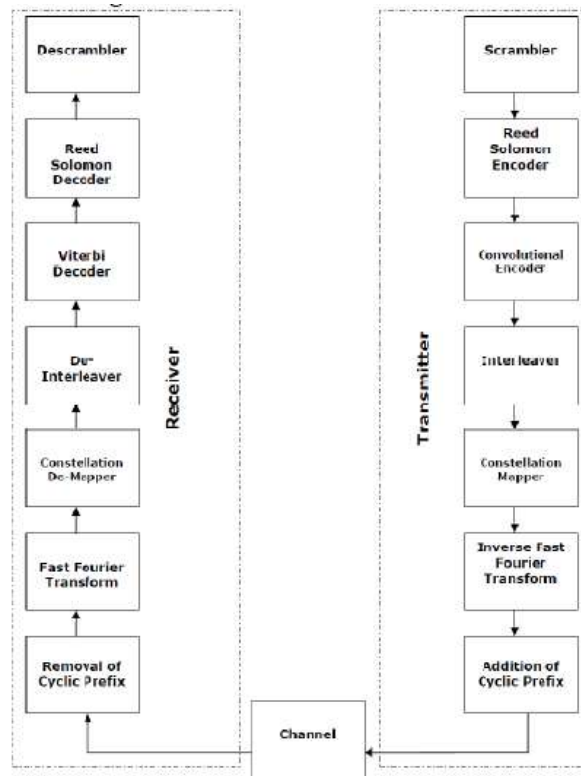 Descrambler
Reed
Solomon
Decoder
Viterbi
Decoder
De-
Interleaver
Constellation
De-Mapper
Fast Fourier
Transform
Removal of
Cyclic Prefix
Receiver
Channel
Transmitter
Scrambler
Reed
Solomon
Encoder
Convolutional
Encoder
Interleaver
Constellation
Mapper
Inverse Fast
Fourier
Transform
Addition of
Cyclic Prefix